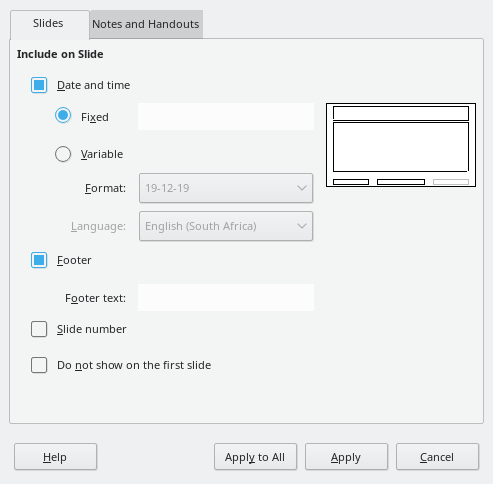 Slides
Notes and Handouts
Include on Slide
Date and time
Fixed
Variable
Format:
19-12-19
Language:
English (South Africa)
Footer
Footer text:
Slide number
Do not show on the first slide
Help
Apply to All
Apply
Cancel